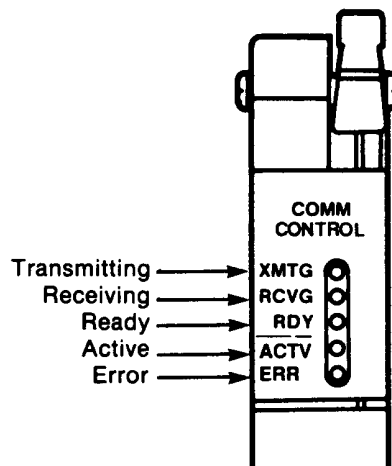 COMM
CONTROL
Transmitting XMTG
Receiving RCVG
Ready RDY
Active ACTV
Error ERR